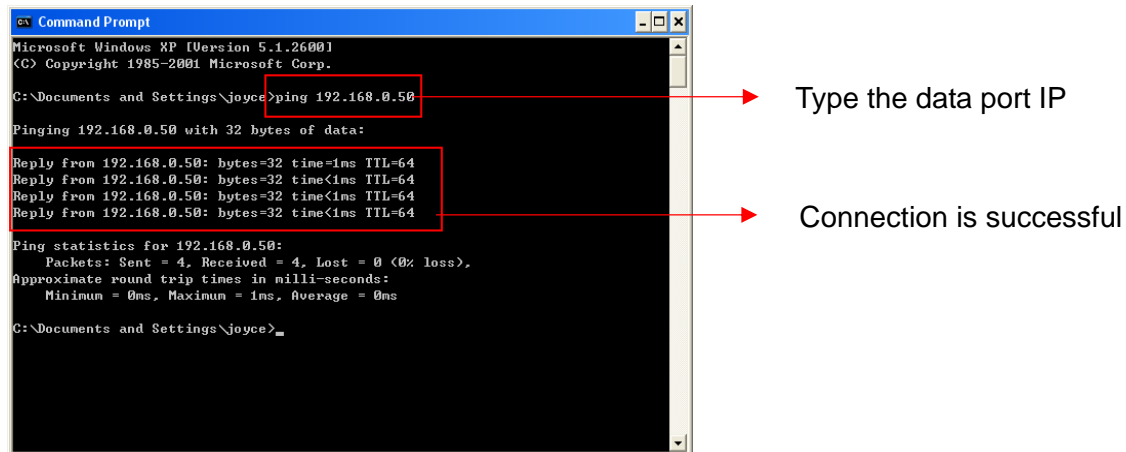 Command Prompt
Microsoft Windows XP [Version 5.1.2600]
(C) Copyright 1985-2001 Microsoft Corp.
C:\Documents and Settings\joyce>ping 192.168.0.50
Type the data port IP
Pinging 192.168.0.50 with 32 bytes of data:
Reply from 192.168.0.50: bytes=32 time=1ms TTL=64
Reply from 192.168.0.50: bytes=32 time<1ms TTL=64
Reply from 192.168.0.50: bytes=32 time<1ms TTL=64
Reply from 192.168.0.50: bytes=32 time<1ms TTL=64
Connection is successful
Ping statistics for 192.168.0.50:
Packets: Sent = 4, Received = 4, Lost = 0 (0% loss),
Approximate round trip times in milli-seconds:
Minimum = 0ms, Maximum = 1ms, Average = 0ms
C:\Documents and Settings\joyce>_